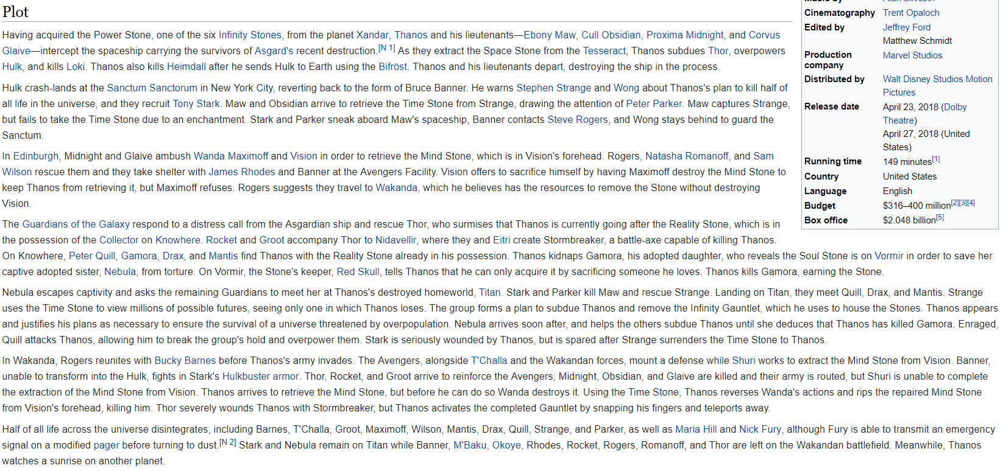 Plot
Having acquired the Power Stone, one of the six Infinity Stones, from the planet Xandar, Thanos and his lieutenants—Ebony Maw, Cull Obsidian, Proxima Midnight, and Corvus
Glaive—intercept the spaceship carrying the survivors of Asgard's recent destruction.[N 1] As they extract the Space Stone from the Tesseract, Thanos subdues Thor, overpowers
Hulk, and kills Loki. Thanos also kills Heimdall after he sends Hulk to Earth using the Bifröst. Thanos and his lieutenants depart, destroying the ship in the process.
Hulk crash-lands at the Sanctum Sanctorum in New York City, reverting back to the form of Bruce Banner. He warns Stephen Strange and Wong about Thanos's plan to kill half of
all life in the universe, and they recruit Tony Stark. Maw and Obsidian arrive to retrieve the Time Stone from Strange, drawing the attention of Peter Parker. Maw captures Strange,
but fails to take the Time Stone due to an enchantment. Stark and Parker sneak aboard Maw's spaceship, Banner contacts Steve Rogers, and Wong stays behind to guard the
Sanctum.
In Edinburgh, Midnight and Glaive ambush Wanda Maximoff and Vision in order to retrieve the Mind Stone, which is in Vision's forehead. Rogers, Natasha Romanoff, and Sam
Wilson rescue them and they take shelter with James Rhodes and Banner at the Avengers Facility. Vision offers to sacrifice himself by having Maximoff destroy the Mind Stone to
keep Thanos from retrieving it, but Maximoff refuses. Rogers suggests they travel to Wakanda, which he believes has the resources to remove the Stone without destroying
Vision.
The Guardians of the Galaxy respond to a distress call from the Asgardian ship and rescue Thor, who surmises that Thanos is currently going after the Reality Stone, which is in
the possession of the Collector on Knowhere. Rocket and Groot accompany Thor to Nidavellir, where they and Eitri create Stormbreaker, a battle-axe capable of killing Thanos.
On Knowhere, Peter Quill, Gamora, Drax, and Mantis find Thanos with the Reality Stone already in his possession. Thanos kidnaps Gamora, his adopted daughter, who reveals the Soul Stone is on Vormir in order to save her
captive adopted sister, Nebula, from torture. On Vormir, the Stone's keeper, Red Skull, tells Thanos that he can only acquire it by sacrificing someone he loves. Thanos kills Gamora, earning the Stone.
Nebula escapes captivity and asks the remaining Guardians to meet her at Thanos's destroyed homeworld, Titan. Stark and Parker kill Maw and rescue Strange. Landing on Titan, they meet Quill, Drax, and Mantis. Strange
uses the Time Stone to view millions of possible futures, seeing only one in which Thanos loses. The group forms a plan to subdue Thanos and remove the Infinity Gauntlet, which he uses to house the Stones. Thanos appears
and justifies his plans as necessary to ensure the survival of a universe threatened by overpopulation. Nebula arrives soon after, and helps the others subdue Thanos until she deduces that Thanos has killed Gamora. Enraged,
Quill attacks Thanos, allowing him to break the group's hold and overpower them. Stark is seriously wounded by Thanos, but is spared after Strange surrenders the Time Stone to Thanos.
In Wakanda, Rogers reunites with Bucky Barnes before Thanos's army invades. The Avengers, alongside T'Challa and the Wakandan forces, mount a defense while Shuri works to extract the Mind Stone from Vision. Banner,
unable to transform into the Hulk, fights in Stark's Hulkbuster armor. Thor, Rocket, and Groot arrive to reinforce the Avengers; Midnight, Obsidian, and Glaive are killed and their army is routed, but Shuri is unable to complete
the extraction of the Mind Stone from Vision. Thanos arrives to retrieve the Mind Stone, but before he can do so Wanda destroys it. Using the Time Stone, Thanos reverses Wanda's actions and rips the repaired Mind Stone
from Vision's forehead, killing him. Thor severely wounds Thanos with Stormbreaker, but Thanos activates the completed Gauntlet by snapping his fingers and teleports away.
Half of all life across the universe disintegrates, including Barnes, T'Challa, Groot, Maximoff, Wilson, Mantis, Drax, Quill, Strange, and Parker, as well as Maria Hill and Nick Fury, although Fury is able to transmit an emergency
signal on a modified pager before turning to dust.[N 2] Stark and Nebula remain on Titan while Banner, M'Baku, Okoye, Rhodes, Rocket, Rogers, Romanoff, and Thor are left on the Wakandan battlefield. Meanwhile, Thanos
watches a sunrise on another planet.
Cinematography Trent Opaloch
Edited by Jeffrey Ford
Matthew Schmidt
Production Marvel Studios
company
Distributed by Walt Disney Studios Motion
Pictures
Release date April 23, 2018 (Dolby
Theatre)
April 27, 2018 (United
States)
Running time 149 minutes[1]
Country United States
Language English
Budget $316–400 million[2][3][4]
Box office $2.048 billion[5]